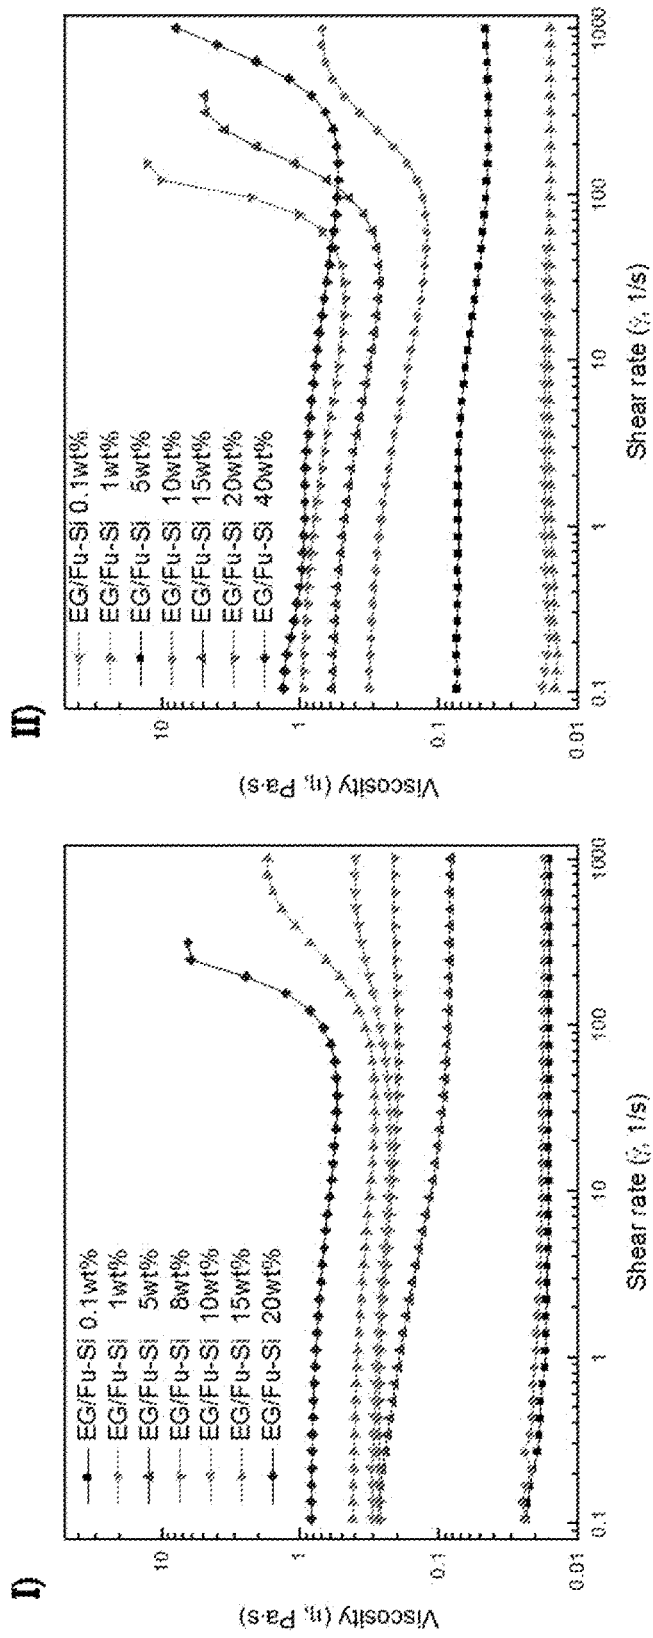 I)
EG/Fu-Si 0.1wt%
EG/Fu-Si 1wt%
EG/Fu-Si 5wt%
EG/Fu-Si 8wt%
EG/Fu-Si 10wt%
EG/Fu-Si 15wt%
EG/Fu-Si 20wt%
10
1
0.1
0.01
Viscosity (η, Pa·s)
0.1
1
10
100
1000
Shear rate (γ̇, 1/s)
II)
EG/Fu-Si 0.1wt%
EG/Fu-Si 1wt%
EG/Fu-Si 5wt%
EG/Fu-Si 10wt%
EG/Fu-Si 15wt%
EG/Fu-Si 20wt%
EG/Fu-Si 40wt%
10
1
0.1
0.01
Viscosity (η, Pa·s)
0.1
1
10
100
1000
Shear rate (γ̇, 1/s)